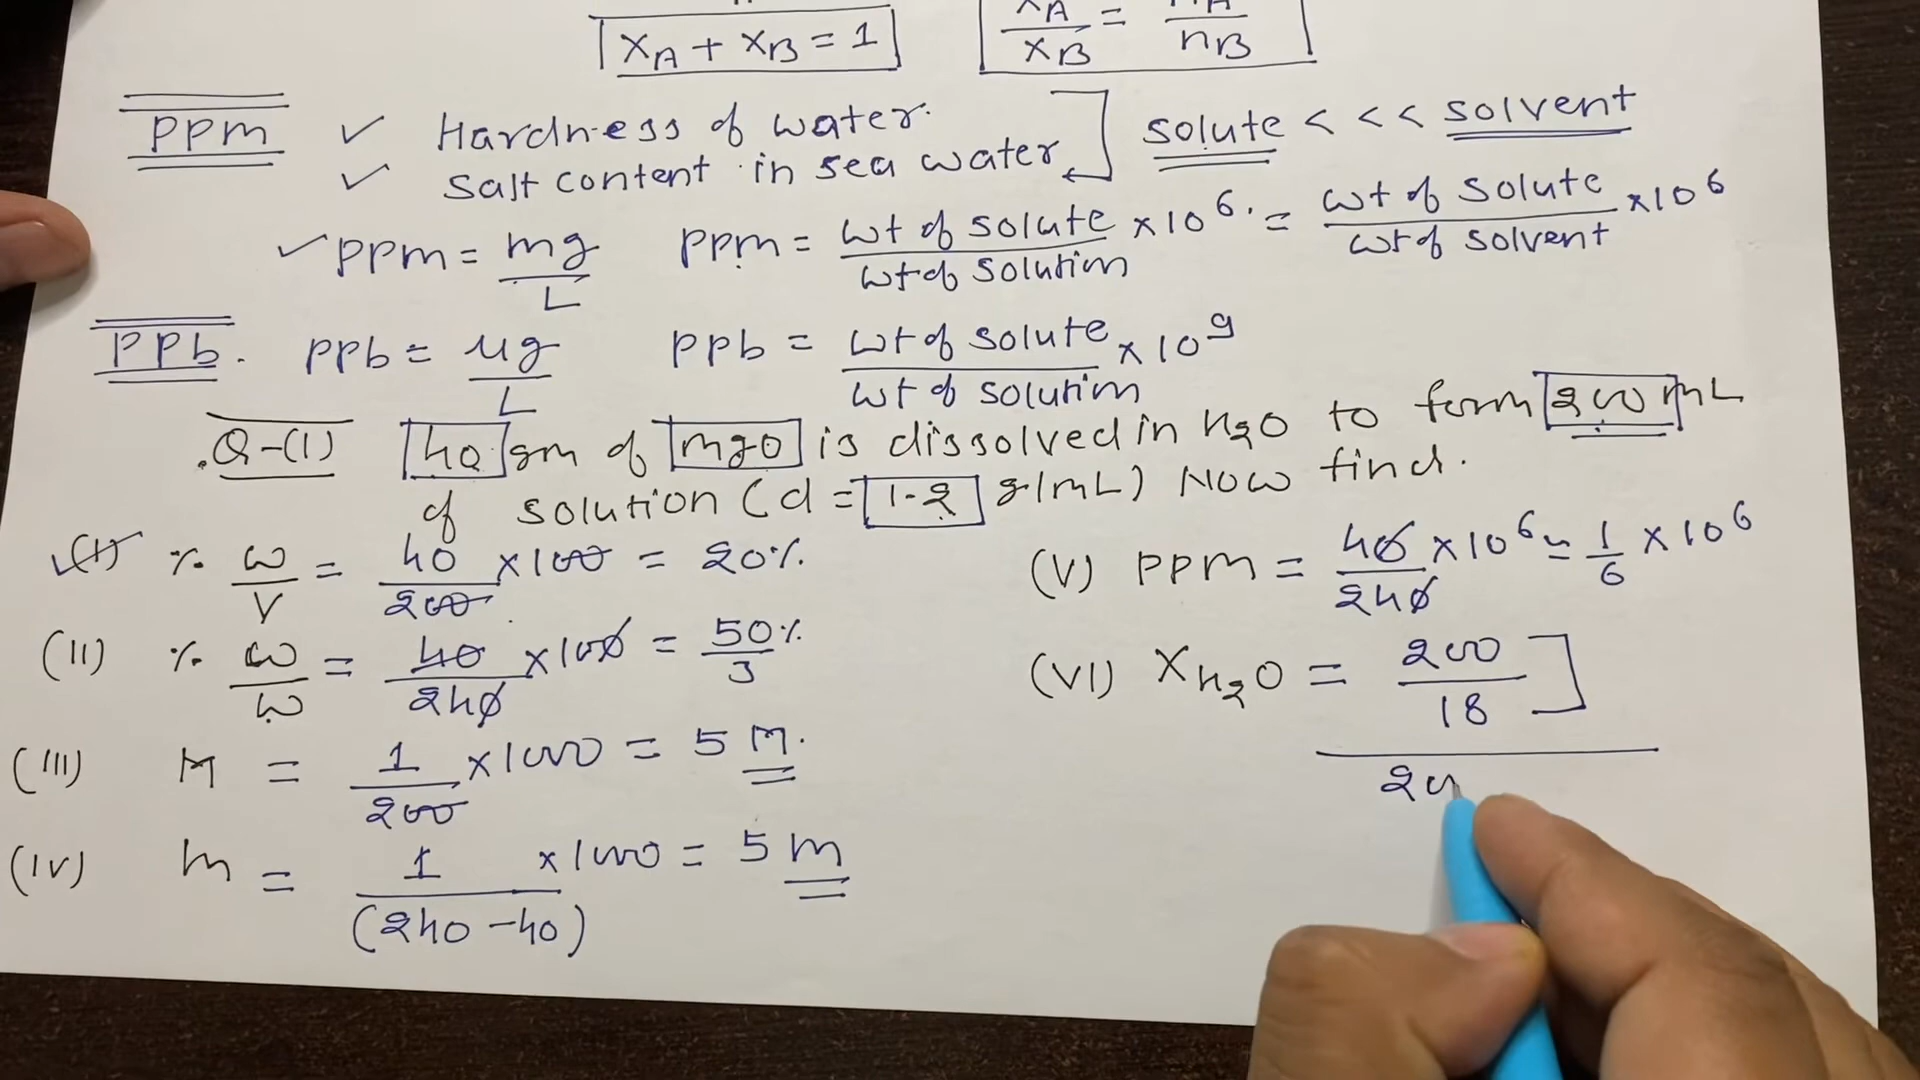 xA + xB = 1    xA/xB = nA/nB
PPm ✓ Hardness of water. ] solute < < < solvent
✓ salt content in sea water
✓ ppm = mg/L    ppm = wt of solute/wt of solution × 10⁶ = wt of solute/wt of solvent × 10⁶
PPb. ppb = μg/L    ppb = wt of solute/wt of solution × 10⁹
Q-(1) 40 gm of mgo is dissolved in H₂O to form 200 mL
of solution (d = 1.2 g/mL) Now find.
(I) % w/v = 40/200 × 100 = 20%
(II) % w/w = 40/240 × 100 = 50/3 %
(III) M = 1/200 × 1000 = 5 M.
(IV) m = 1/(240-40) × 1000 = 5 m
(V) PPM = 40/240 × 10⁶ = 1/6 × 10⁶
(VI) XH₂O = 200/18 ]
20